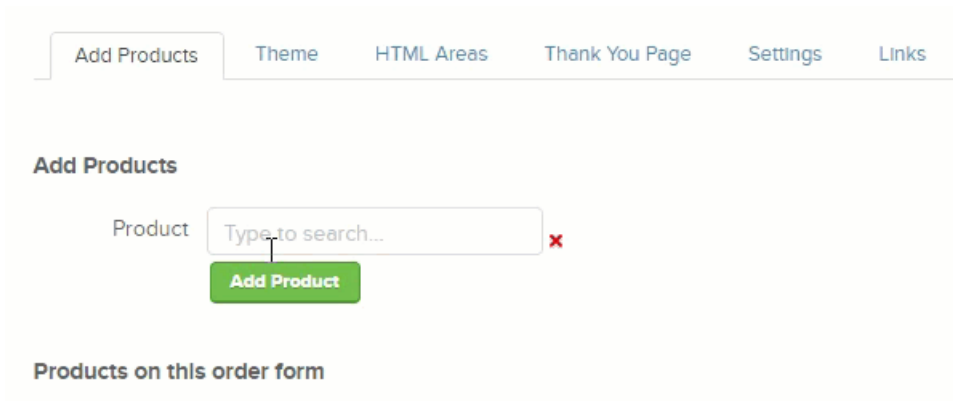 Add Products Theme HTML Areas Thank You Page Settings Links
Add Products
Product Type to search...
Add Product
Products on this order form